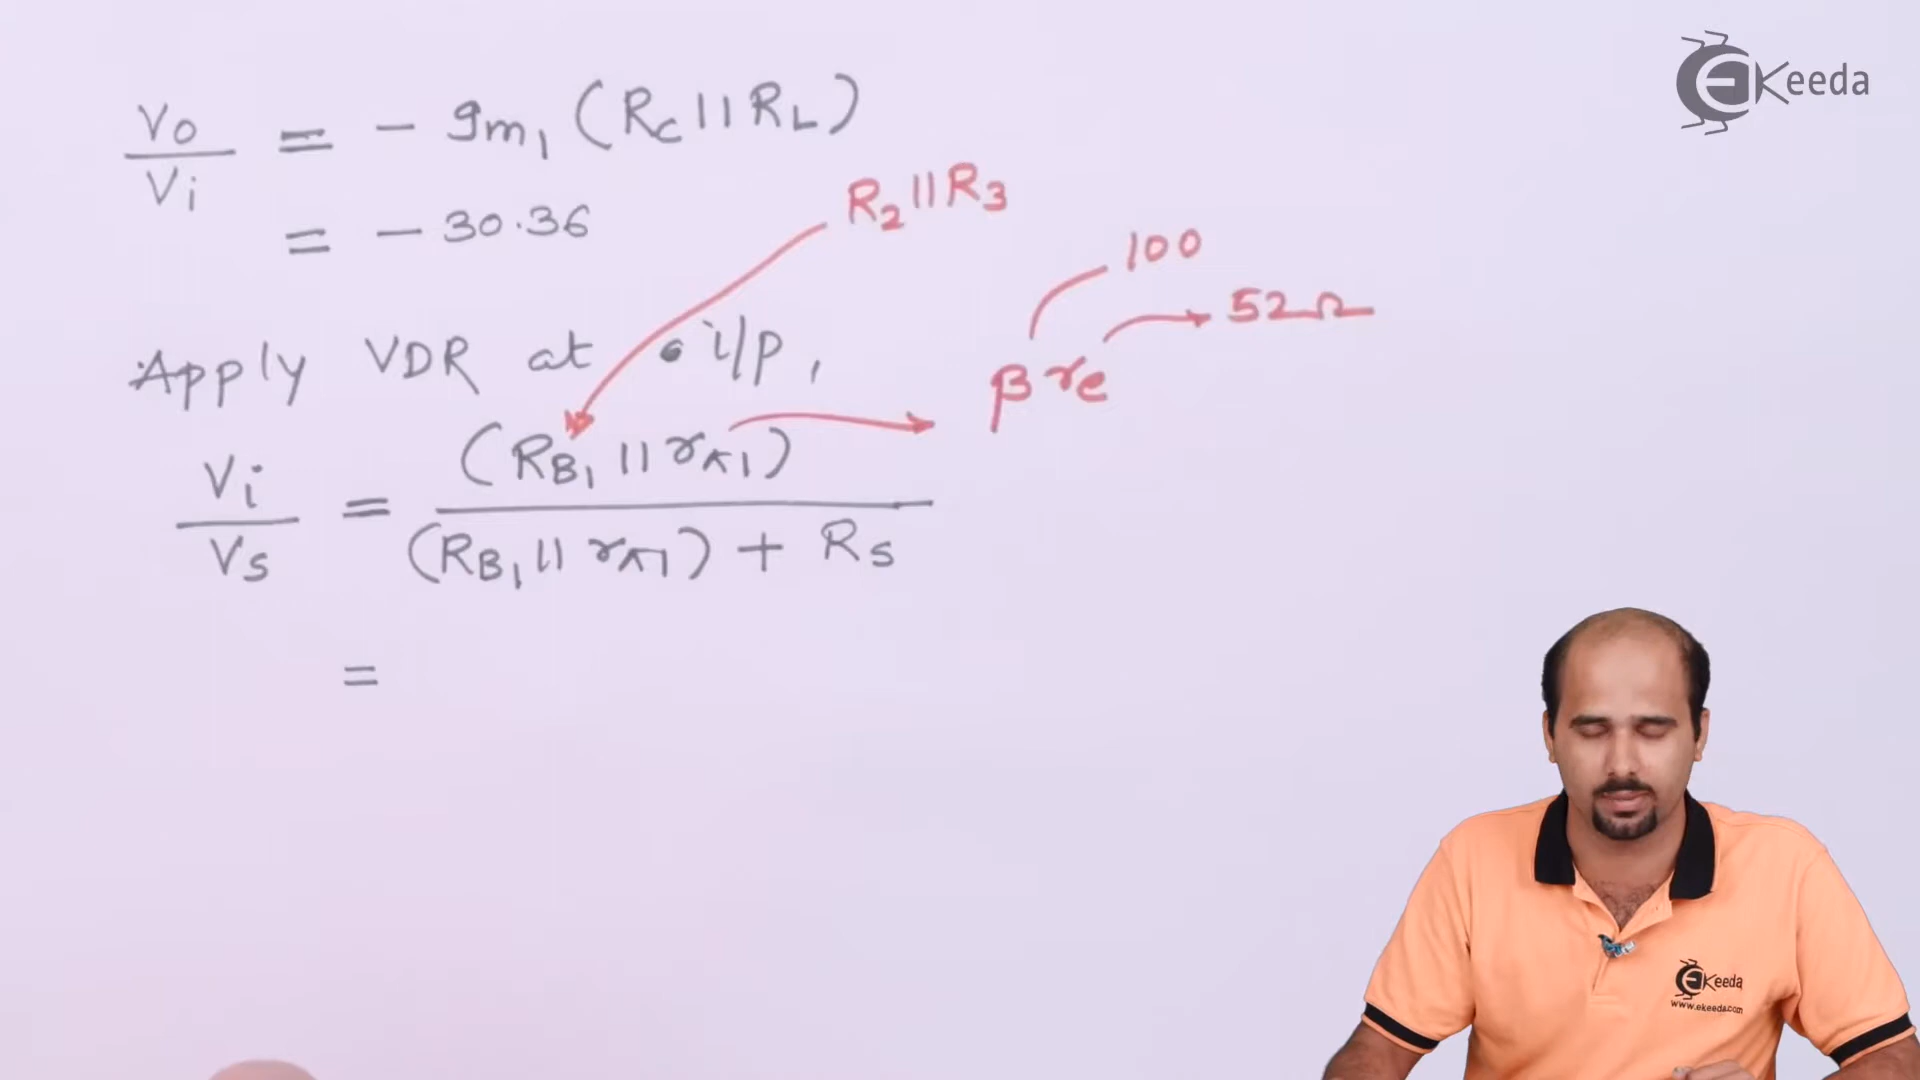 EKeeda
Vo/Vi = - gm1 (RC || RL)
R2 || R3
= - 30.36
100
52Ω
Apply VDR at i/p,
βre
Vi/Vs = (RB1 || rπ1) / (RB1 || rπ1) + RS
=
EKeeda
www.ekeeda.com